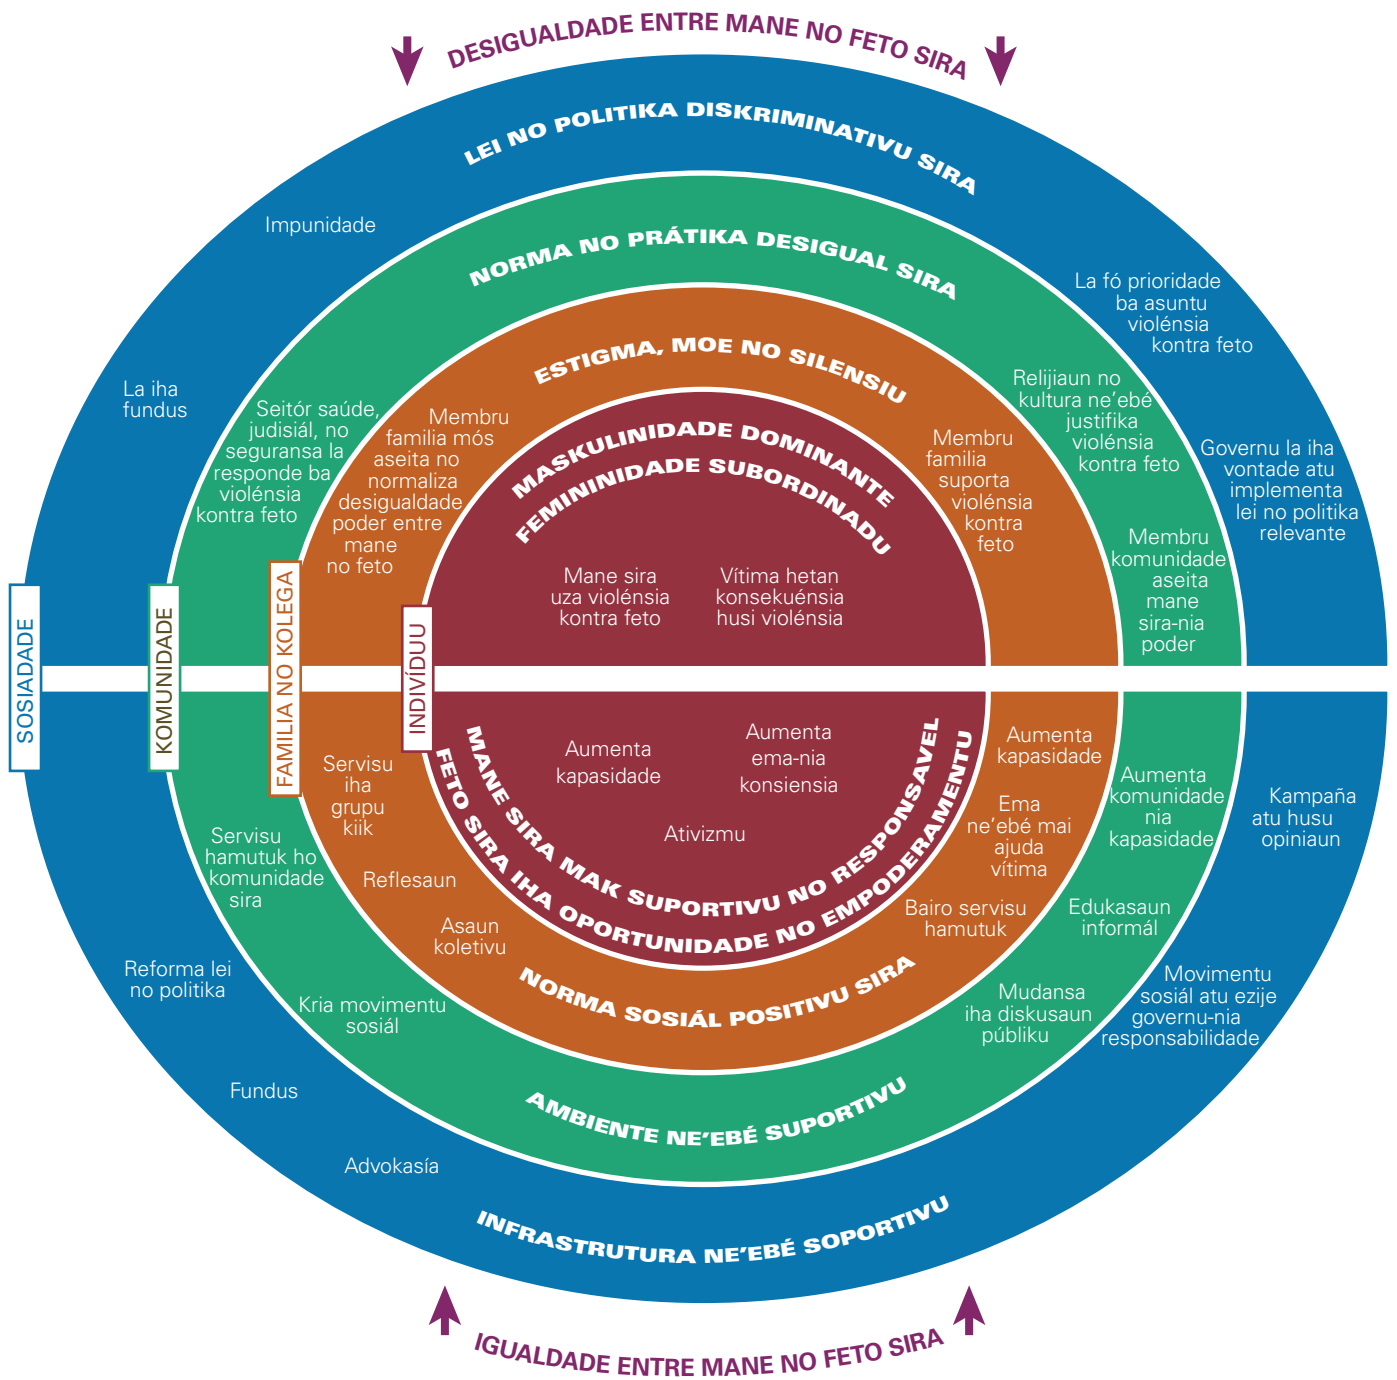 DESIGUALDADE ENTRE MANE NO FETO SIRA
LEI NO POLITIKA DISKRIMINATIVU SIRA
Impunidade
La iha
fundus
La fó prioridade
ba asuntu
violénsia
kontra feto
Governu la iha
vontade atu
implementa
lei no politika
relevante
NORMA NO PRÁTIKA DESIGUAL SIRA
Seitór saúde,
judisiál, no
seguransa la
responde ba
violénsia
kontra feto
Relijiaun no
kultura ne'ebé
justifika
violénsia
kontra feto
Membru
komunidade
aseita
mane
sira-nia
poder
ESTIGMA, MOE NO SILENSIU
Membru
familia mós
aseita no
normaliza
desigualdade
poder entre
mane
no feto
Membru
familia
suporta
violénsia
kontra
feto
MASKULINIDADE DOMINANTE
FEMININIDADE SUBORDINADU
Mane sira
uza violénsia
kontra feto
Vítima hetan
konsekuénsia
husi violénsia
SOSIADADE
KOMUNIDADE
FAMILIA NO KOLEGA
INDIVÍDUU
Aumenta
kapasidade
Aumenta
ema-nia
konsiensia
Ativizmu
MANE SIRA MAK SUPORTIVU NO RESPONSAVEL
FETO SIRA IHA OPORTUNIDADE NO EMPODERAMENTU
Servisu
iha
grupu
kiik
Reflesaun
Asaun
koletivu
Aumenta
kapasidade
Ema
ne'ebé mai
ajuda
vítima
Bairo servisu
hamutuk
NORMA SOSIÁL POSITIVU SIRA
Servisu
hamutuk ho
komunidade
sira
Kria movimentu
sosiál
Aumenta
komunidade
nia
kapasidade
Edukasaun
informál
Mudansa
iha diskusaun
públiku
AMBIENTE NE'EBÉ SUPORTIVU
Reforma lei
no politika
Fundus
Advokasía
Kampaña
atu husu
opiniaun
Movimentu
sosiál atu ezije
governu-nia
responsabilidade
INFRASTRUTURA NE'EBÉ SOPORTIVU
IGUALDADE ENTRE MANE NO FETO SIRA